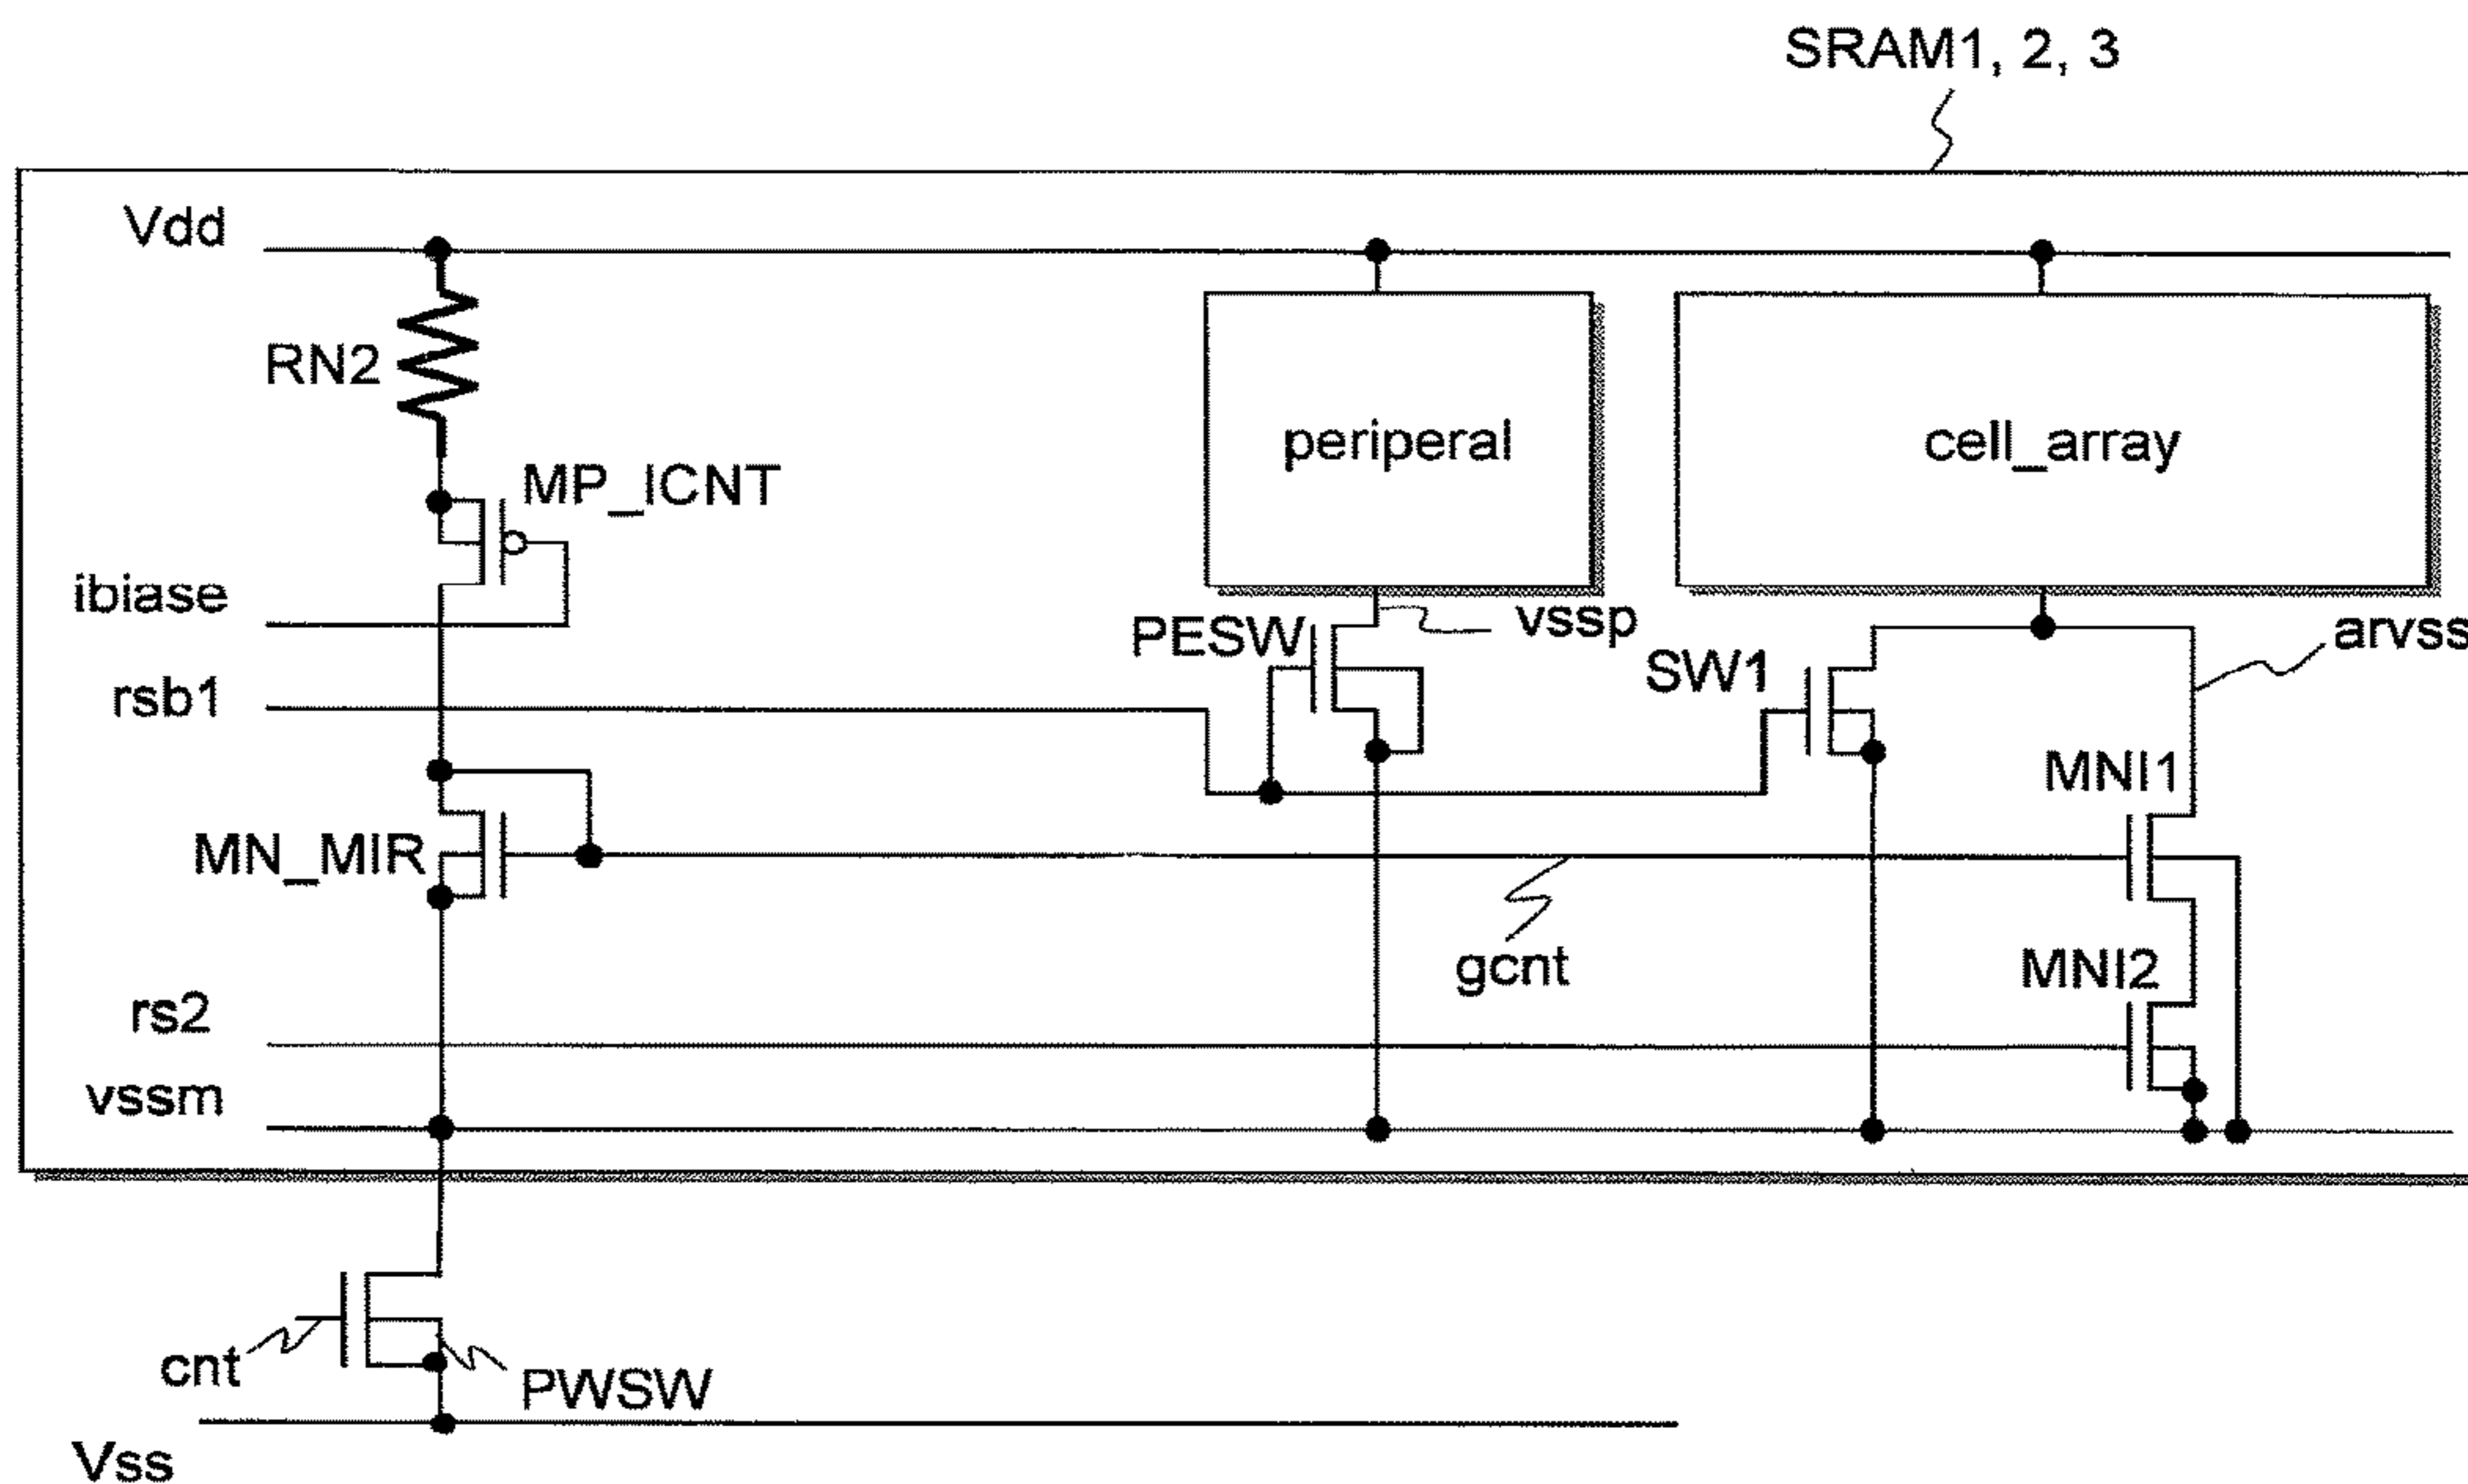 SRAM1, 2, 3
Vdd
RN2
periperal
cell_array
MP_ICNT
ibiase
PESW
vssp
arvss
rsb1
SW1
MNI1
MN_MIR
gcnt
MNI2
rs2
vssm
cnt
PWSW
Vss